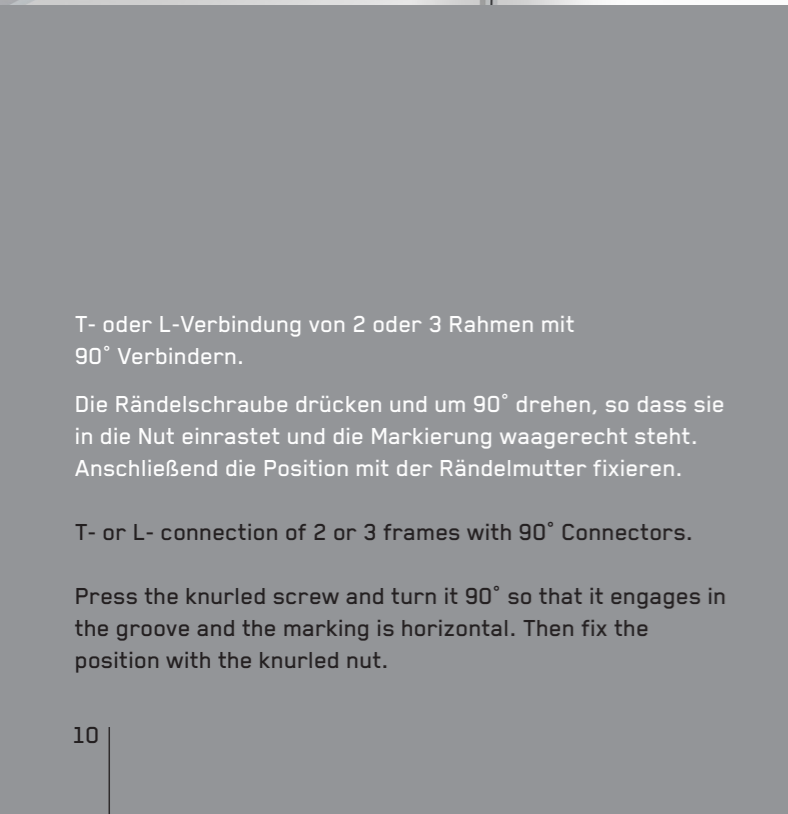 T- oder L-Verbindung von 2 oder 3 Rahmen mit
90° Verbindern.
Die Rändelschraube drücken und um 90° drehen, so dass sie
in die Nut einrastet und die Markierung waagerecht steht.
Anschließend die Position mit der Rändelmutter fixieren.
T- or L- connection of 2 or 3 frames with 90° Connectors.
Press the knurled screw and turn it 90° so that it engages in
the groove and the marking is horizontal. Then fix the
position with the knurled nut.
10